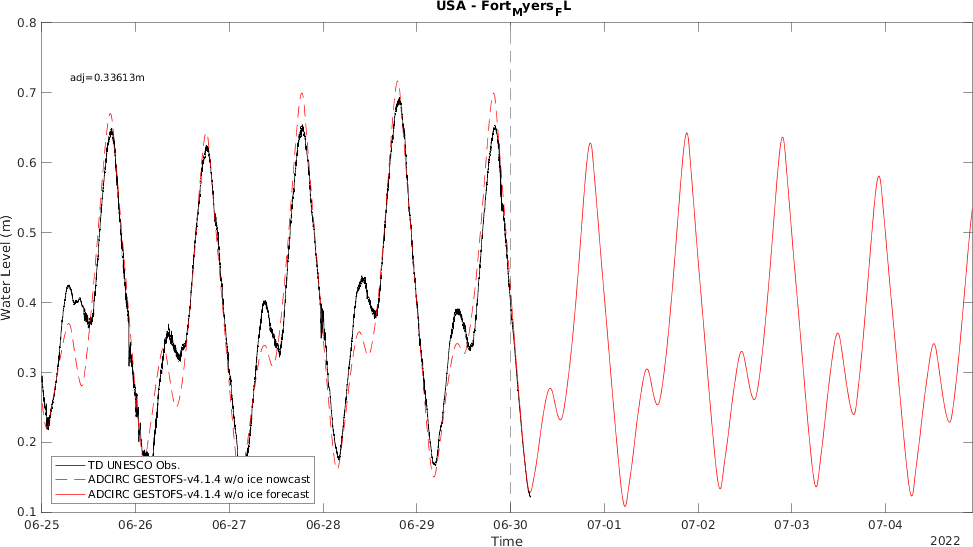 USA - Fort_Myers_FL
0.8
0.7
0.6
0.5
0.4
0.3
0.2
0.1
Water Level (m)
adj=0.33613m
TD UNESCO Obs.
ADCIRC GESTOFS-v4.1.4 w/o ice nowcast
ADCIRC GESTOFS-v4.1.4 w/o ice forecast
06-25 06-26 06-27 06-28 06-29 06-30 07-01 07-02 07-03 07-04
Time
2022